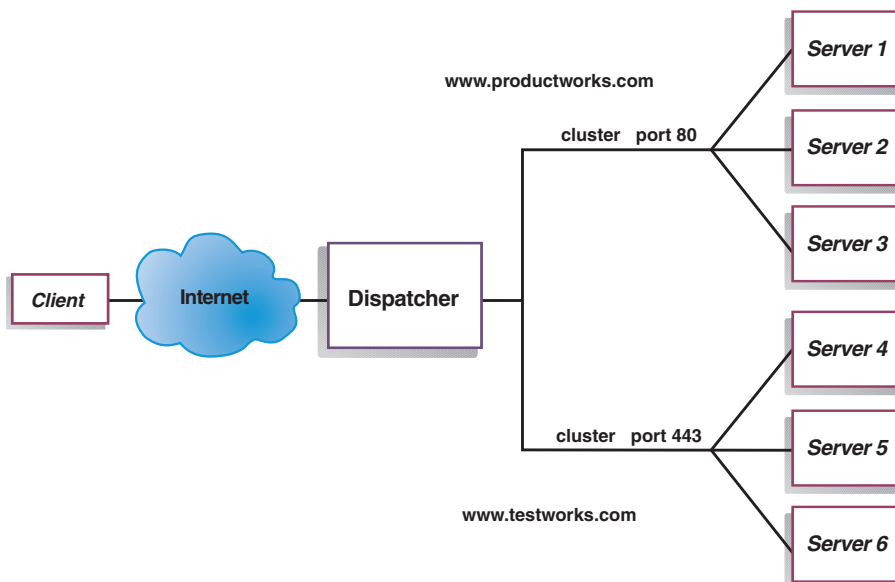 Server 1
www.productworks.com
cluster port 80
Server 2
Server 3
Client
Internet
Dispatcher
Server 4
cluster port 443
Server 5
www.testworks.com
Server 6